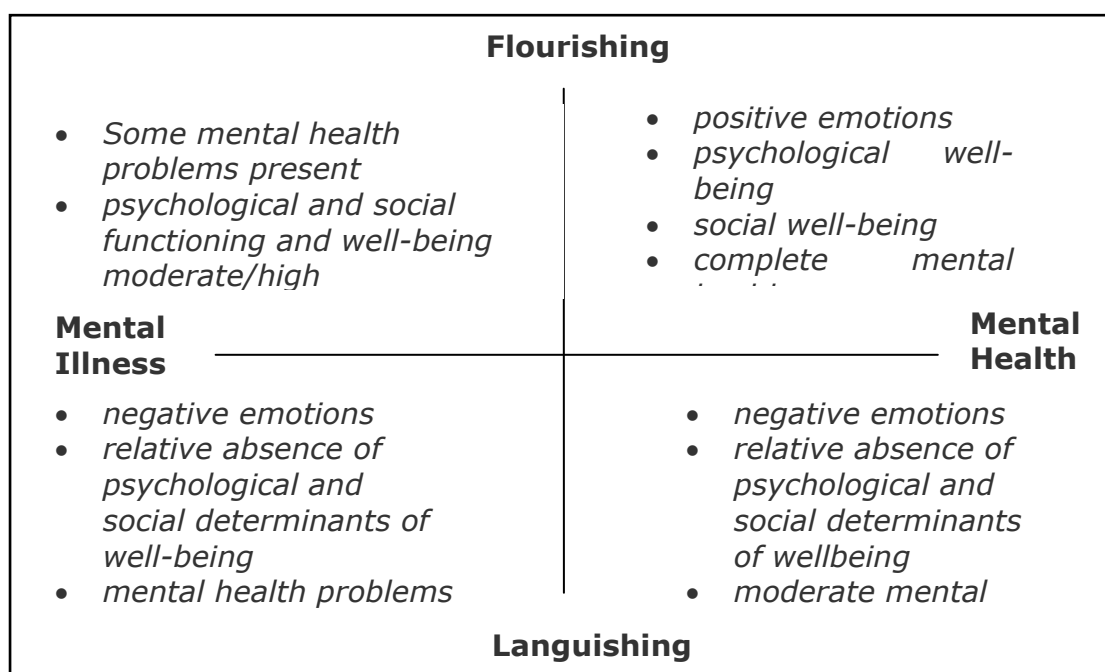 Flourishing
• Some mental health
problems present
• psychological and social
functioning and well-being
moderate/high
• positive emotions
• psychological well-
being
• social well-being
• complete mental
Mental
Illness
Mental
Health
• negative emotions
• relative absence of
psychological and
social determinants of
well-being
• mental health problems
• negative emotions
• relative absence of
psychological and
social determinants
of wellbeing
• moderate mental
Languishing